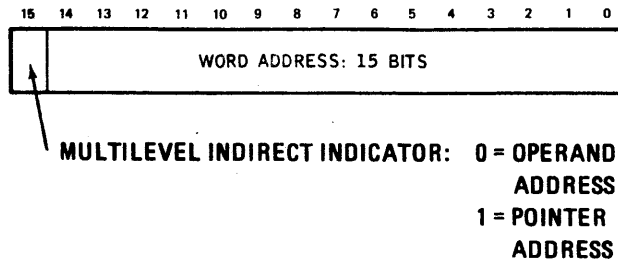 15 14 13 12 11 10 9 8 7 6 5 4 3 2 1 0
WORD ADDRESS: 15 BITS
MULTILEVEL INDIRECT INDICATOR: 0 = OPERAND
ADDRESS
1 = POINTER
ADDRESS